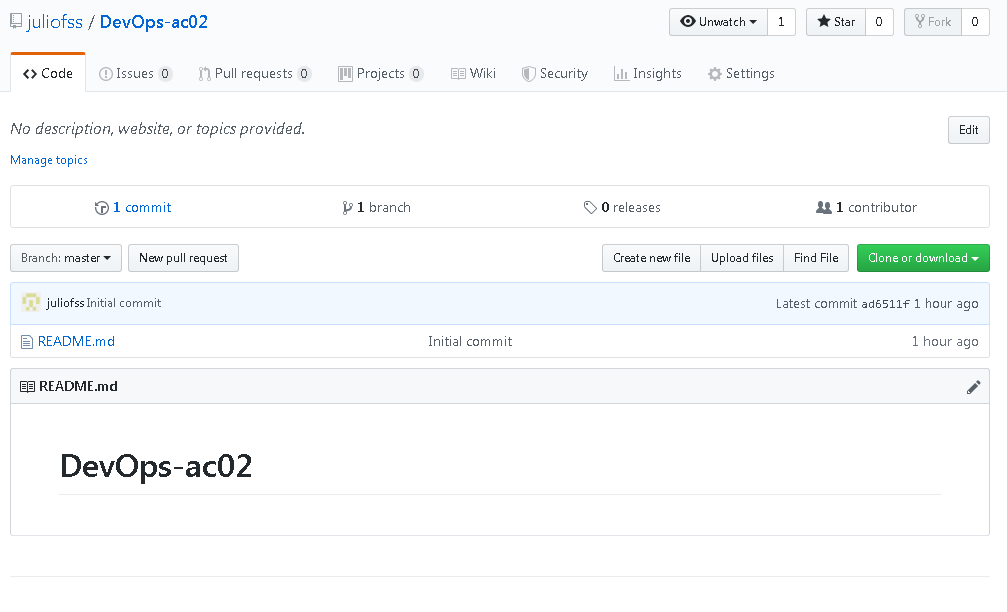 juliofss / DevOps-ac02 Unwatch 1 Star 0 Fork 0
Code Issues 0 Pull requests 0 Projects 0 Wiki Security Insights Settings
No description, website, or topics provided. Edit
Manage topics
1 commit 1 branch 0 releases 1 contributor
Branch: master New pull request Create new file Upload files Find File Clone or download
juliofss Initial commit Latest commit ad6511f 1 hour ago
README.md Initial commit 1 hour ago
README.md
DevOps-ac02